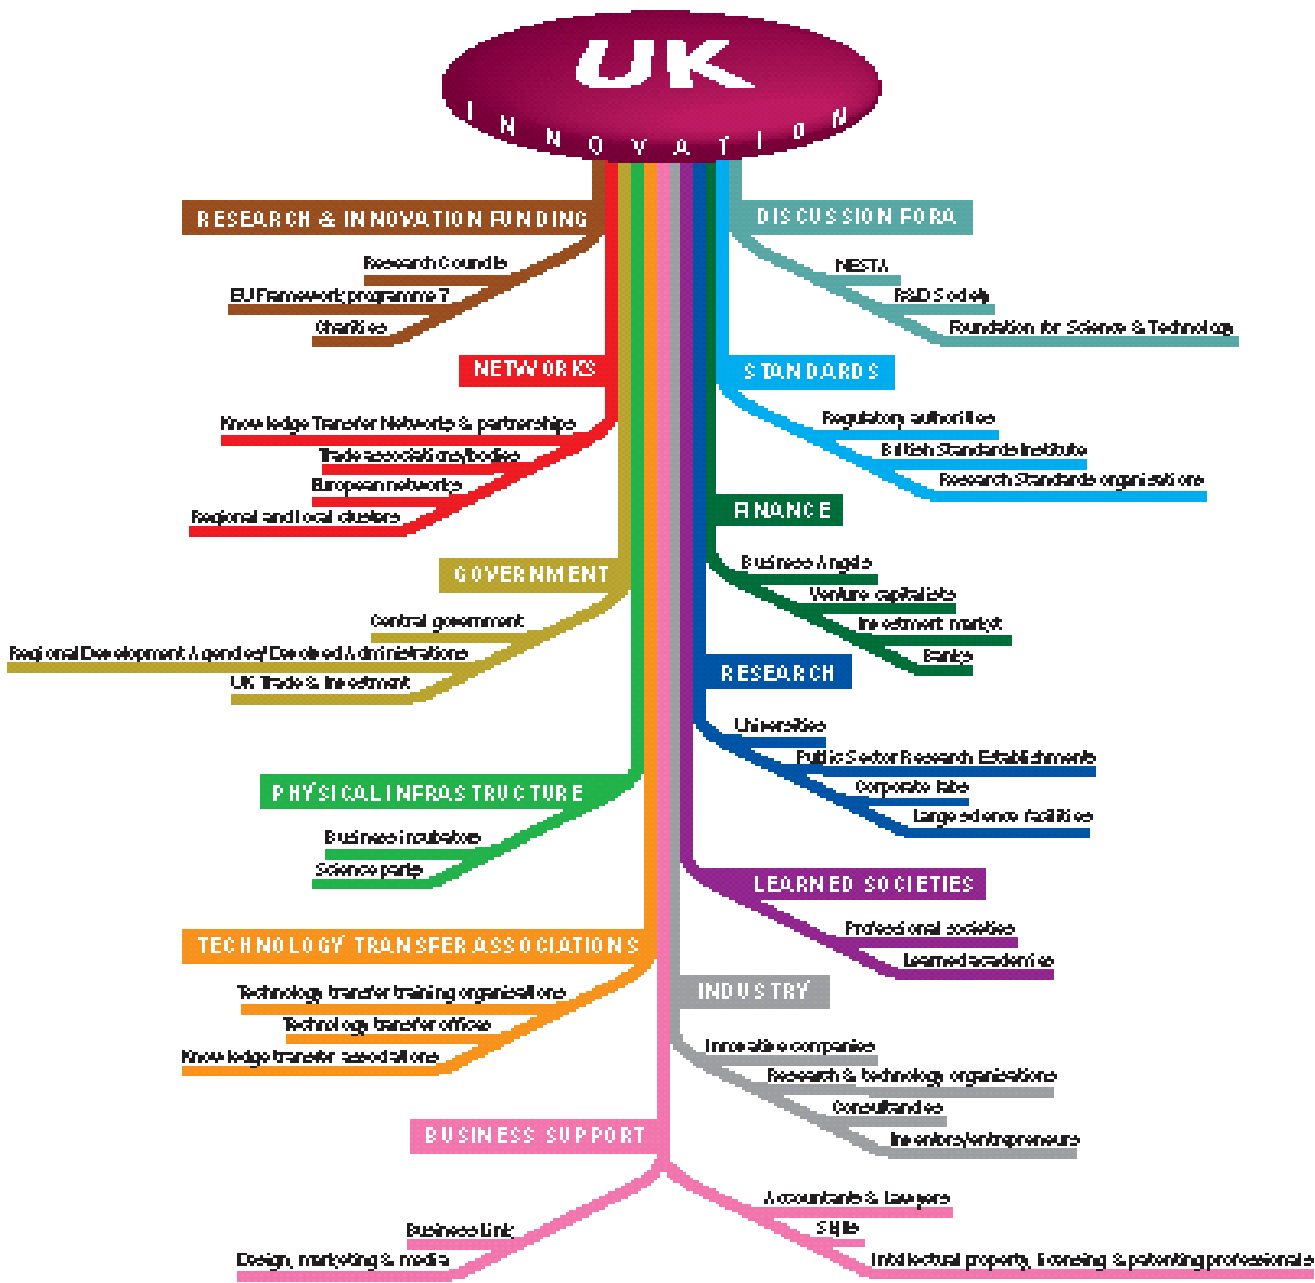 UK
INNOVATION
RESEARCH & INNOVATION FUNDING
Research Councils
EU Framework programme 7
Charities
NETWORKS
Knowledge Transfer Networks & partnerships
Trade associations/bodies
European networks
Regional and local clusters
GOVERNMENT
Central government
Regional Development Agencies/Devolved Administrations
UK Trade & Investment
PHYSICAL INFRASTRUCTURE
Business incubators
Science parks
TECHNOLOGY TRANSFER ASSOCIATIONS
Technology transfer training organisations
Technology transfer offices
Knowledge transfer associations
BUSINESS SUPPORT
Business Link
Design, marketing & media
DISCUSSION FORA
NESTA
R&D Society
Foundation for Science & Technology
STANDARDS
Regulatory authorities
British Standards Institute
Research Standards organisations
FINANCE
Business Angels
Venture capitalists
Investment market
Banks
RESEARCH
Universities
Public Sector Research Establishments
Corporate labs
Large science facilities
LEARNED SOCIETIES
Professional societies
Learned academies
INDUSTRY
Innovative companies
Research & technology organisations
Consultancies
Inventors/entrepreneurs
Accountants & Lawyers
Skills
Intellectual property, licensing & patenting professionals